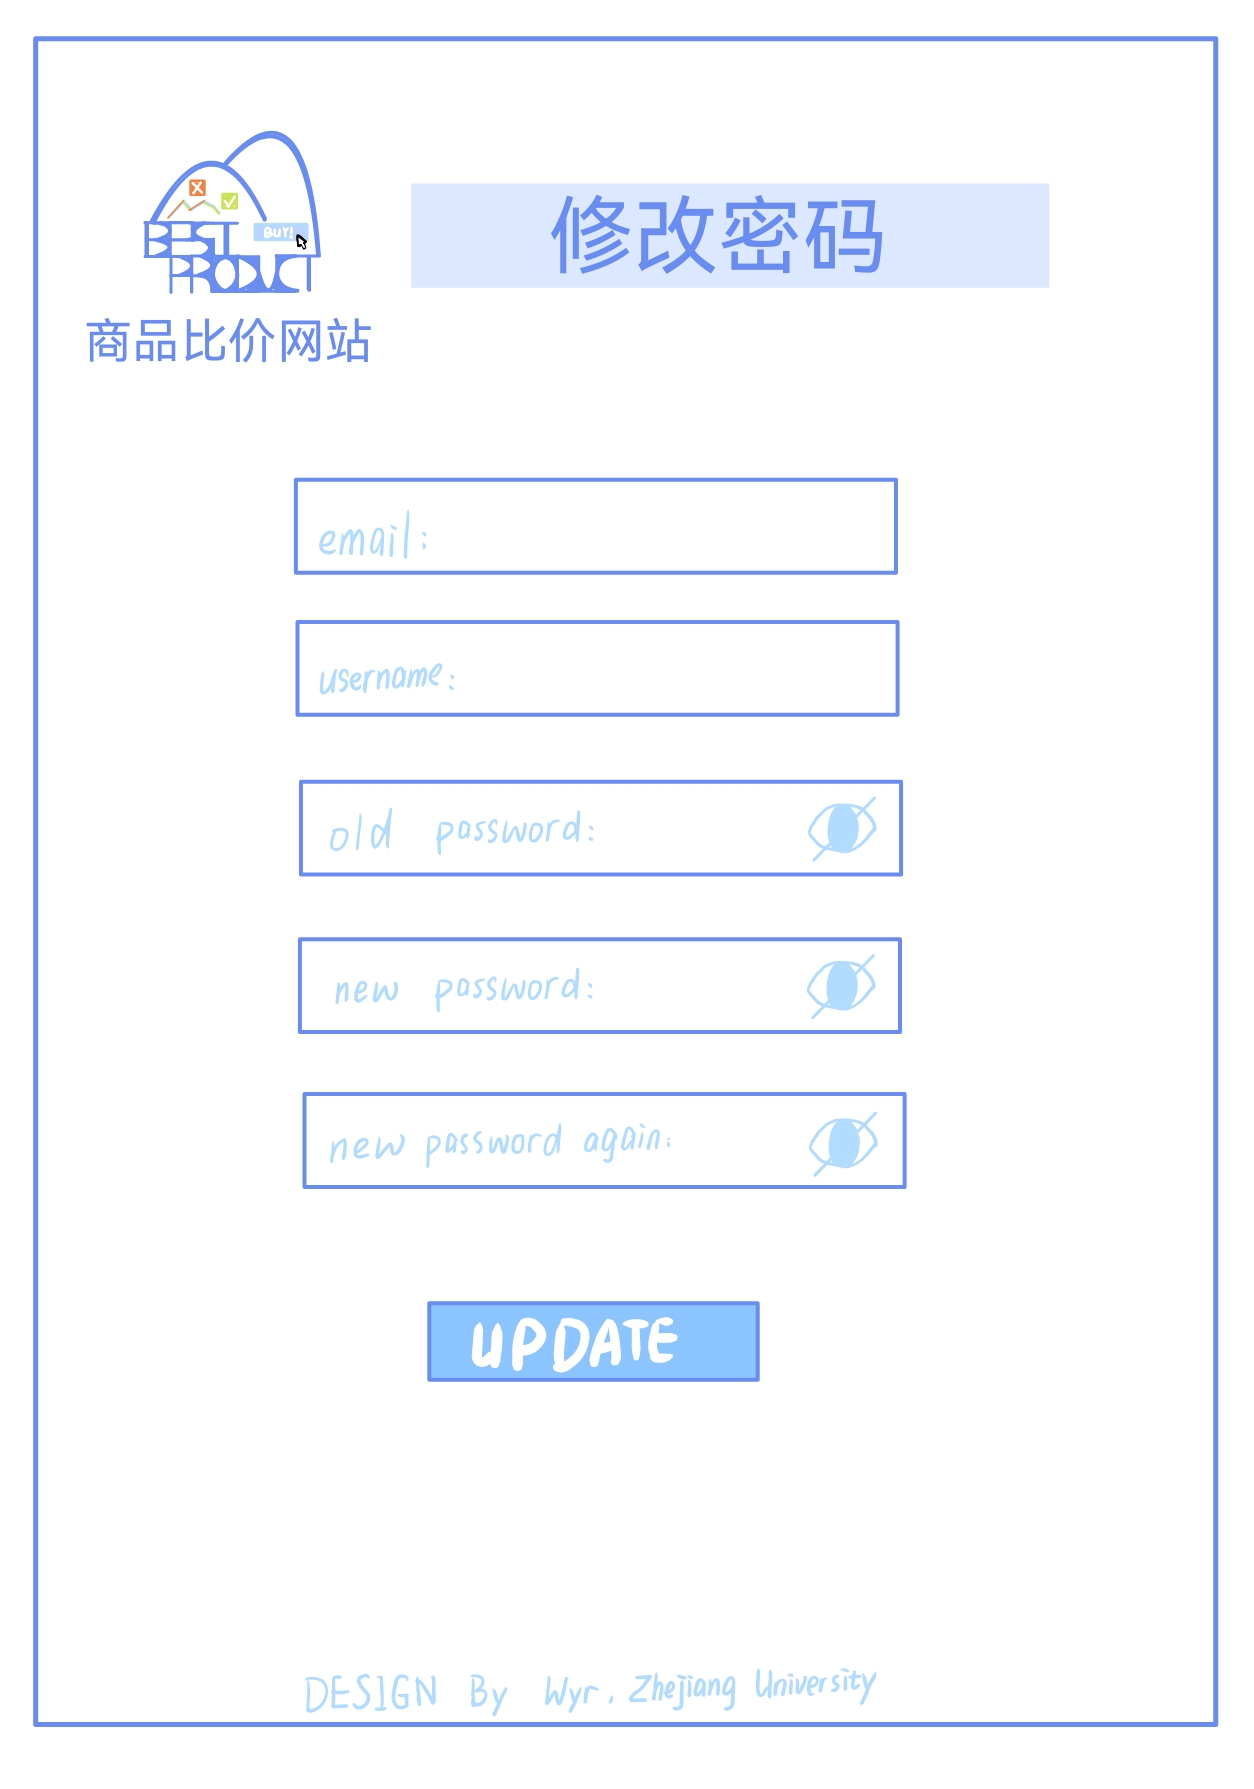 BEST
BUY!
PRODUCT
修改密码
商品比价网站
email:
username:
old password:
new password:
new password again:
UPDATE
DESIGN By Wyr, Zhejiang University